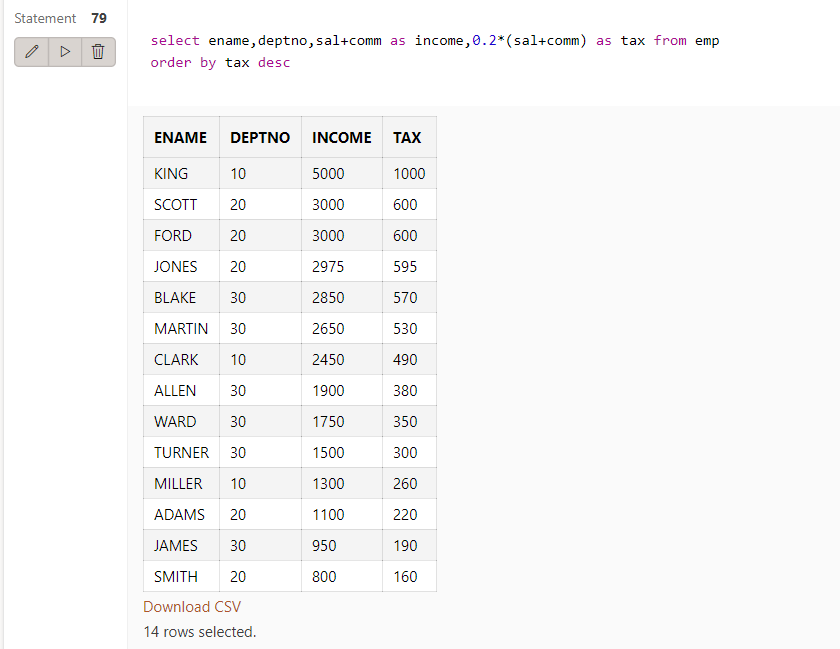 Statement 79
select ename,deptno,sal+comm as income,0.2*(sal+comm) as tax from emp
order by tax desc
ENAME DEPTNO INCOME TAX
KING 10 5000 1000
SCOTT 20 3000 600
FORD 20 3000 600
JONES 20 2975 595
BLAKE 30 2850 570
MARTIN 30 2650 530
CLARK 10 2450 490
ALLEN 30 1900 380
WARD 30 1750 350
TURNER 30 1500 300
MILLER 10 1300 260
ADAMS 20 1100 220
JAMES 30 950 190
SMITH 20 800 160
Download CSV
14 rows selected.